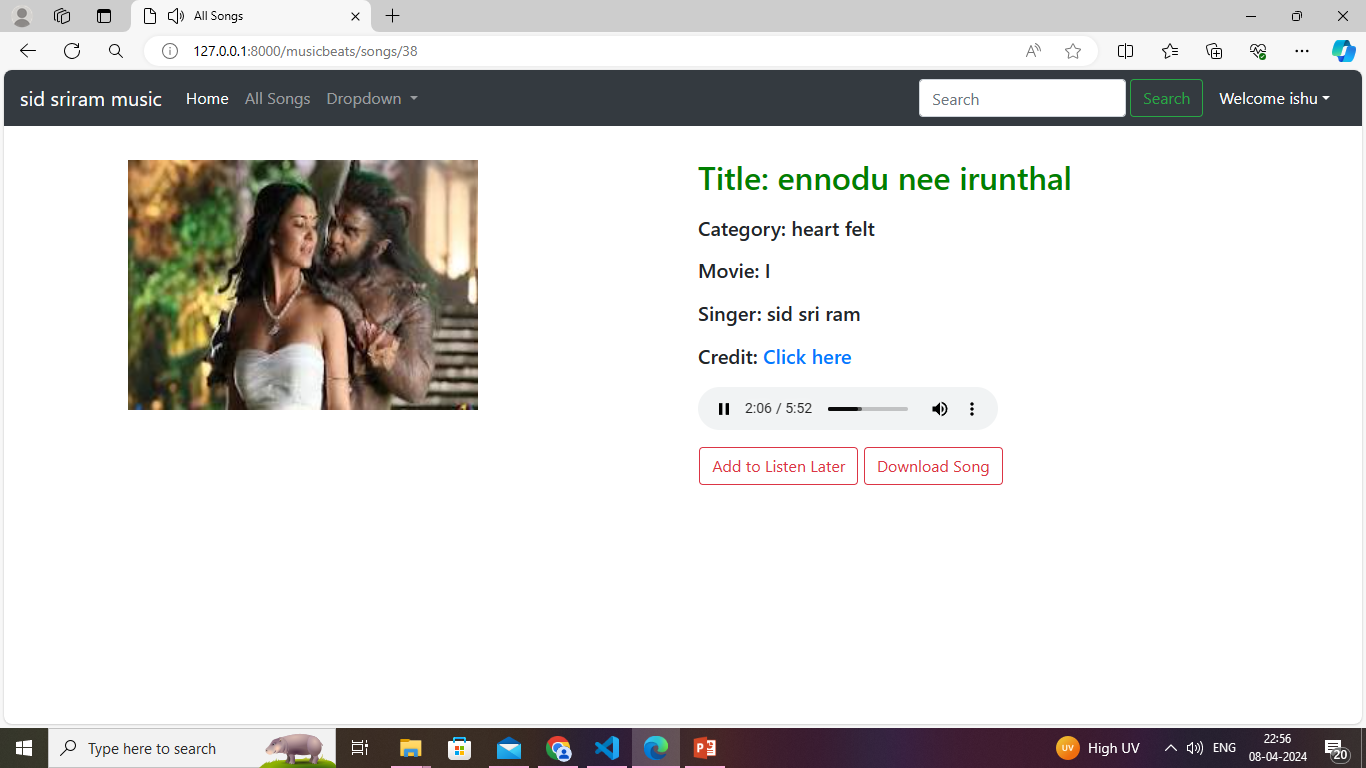 All Songs
127.0.0.1:8000/musicbeats/songs/38
sid sriram music Home All Songs Dropdown Search Search Welcome ishu
Title: ennodu nee irunthal
Category: heart felt
Movie: I
Singer: sid sri ram
Credit: Click here
2:06 / 5:52
Add to Listen Later Download Song
Type here to search
UV High UV ENG
22:56
08-04-2024
20